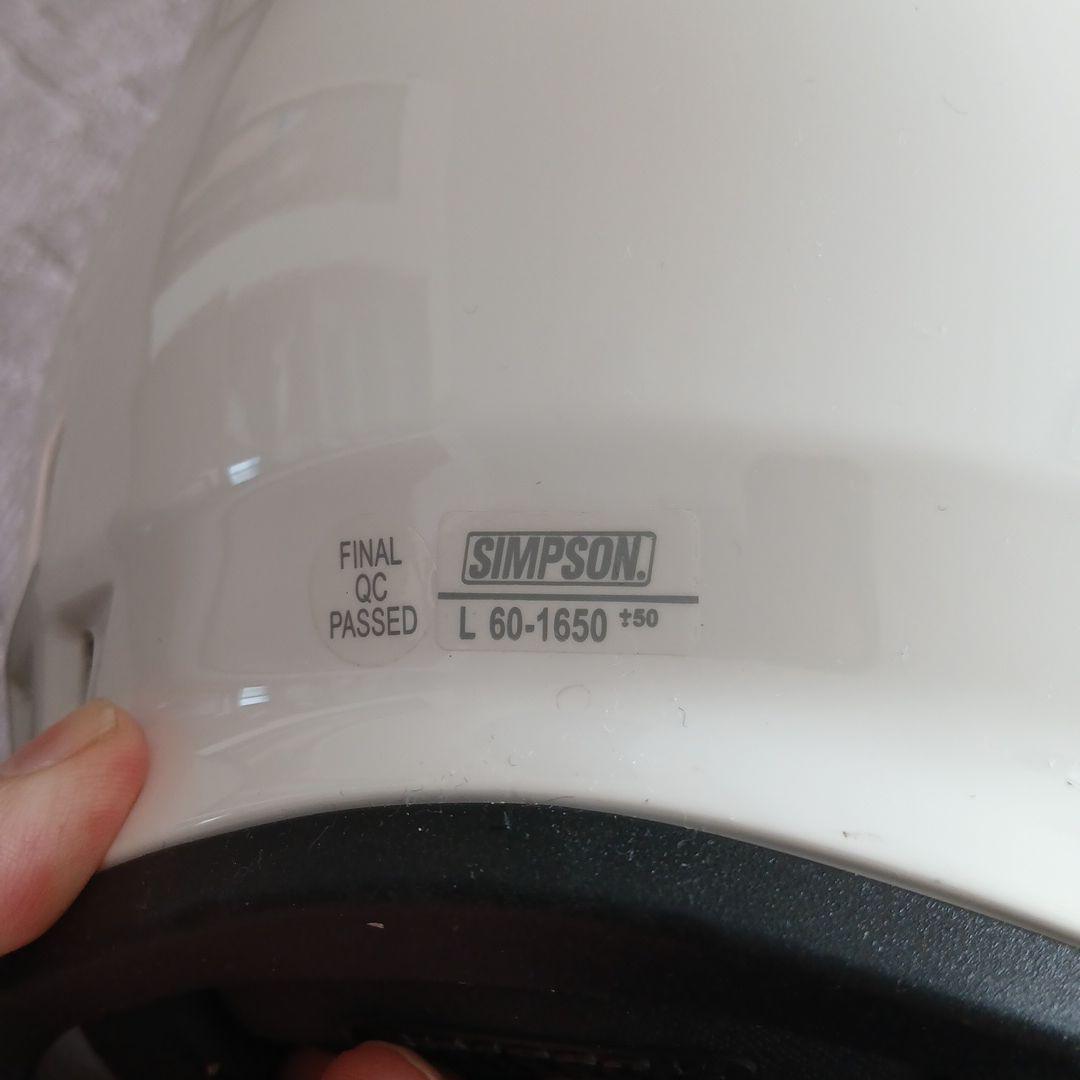 FINAL
QC
PASSED
SIMPSON.
L 60-1650 ±50